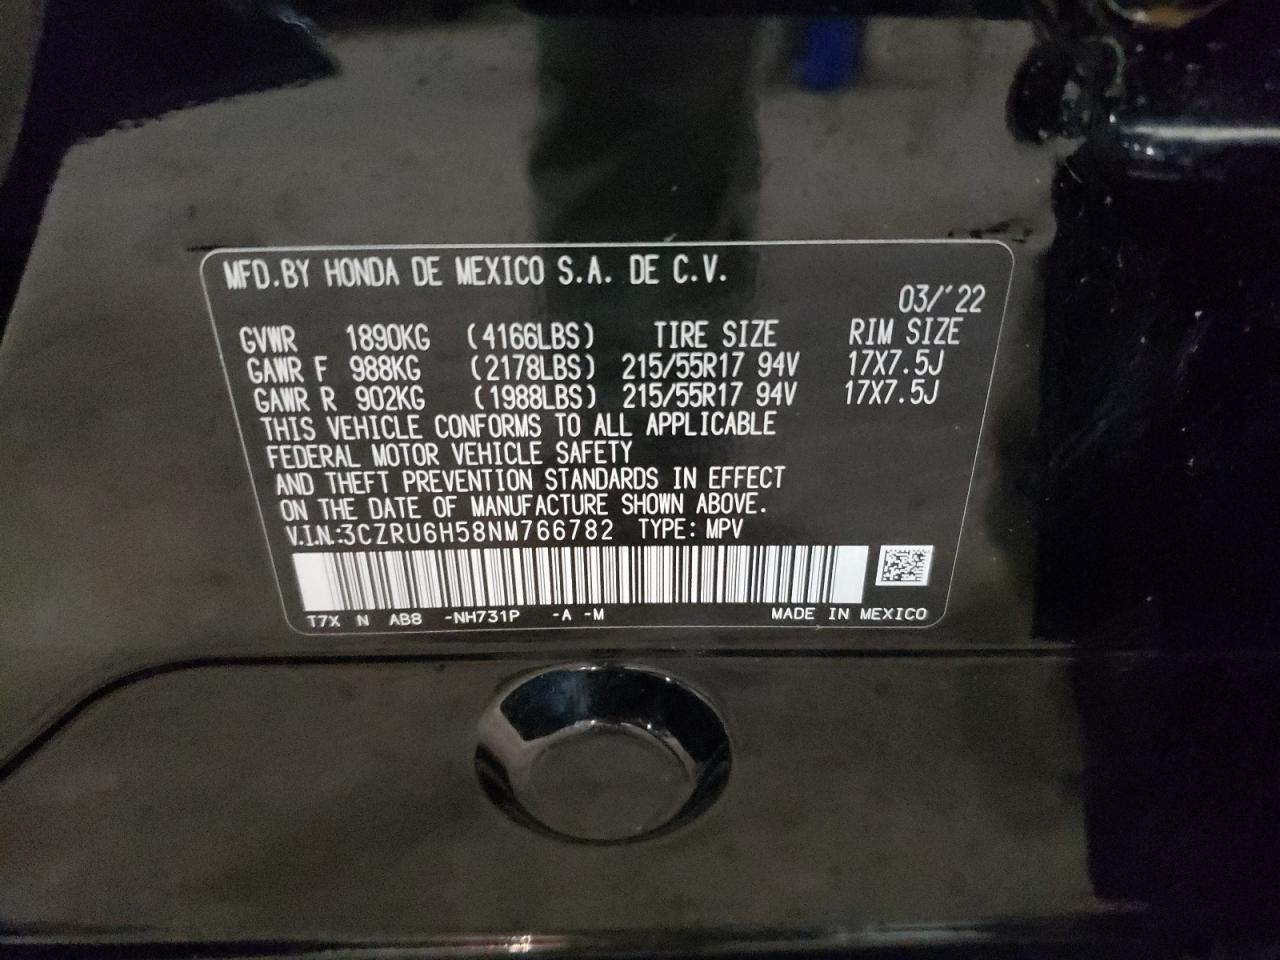 MFD.BY HONDA DE MEXICO S.A. DE C.V.
03/'22
GVWR 1890KG (4166LBS) TIRE SIZE RIM SIZE
GAWR F 988KG (2178LBS) 215/55R17 94V 17X7.5J
GAWR R 902KG (1988LBS) 215/55R17 94V 17X7.5J
THIS VEHICLE CONFORMS TO ALL APPLICABLE
FEDERAL MOTOR VEHICLE SAFETY
AND THEFT PREVENTION STANDARDS IN EFFECT
ON THE DATE OF MANUFACTURE SHOWN ABOVE.
V.I.N.:3CZRU6H58NM766782 TYPE: MPV
T7X N AB8 -NH731P -A -M MADE IN MEXICO